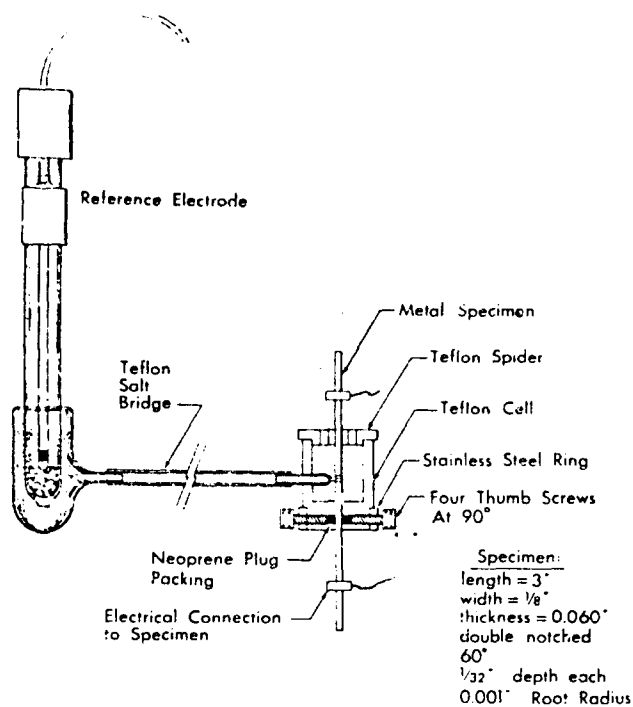 Reference Electrode
Metal Specimen
Teflon Spider
Teflon
Salt
Bridge
Teflon Cell
Stainless Steel Ring
Four Thumb Screws
At 90°
Neoprene Plug
Packing
Electrical Connection
to Specimen
Specimen:
length = 3"
width = 1/8"
thickness = 0.060"
double notched
60°
1/32" depth each
0.001" Root Radius